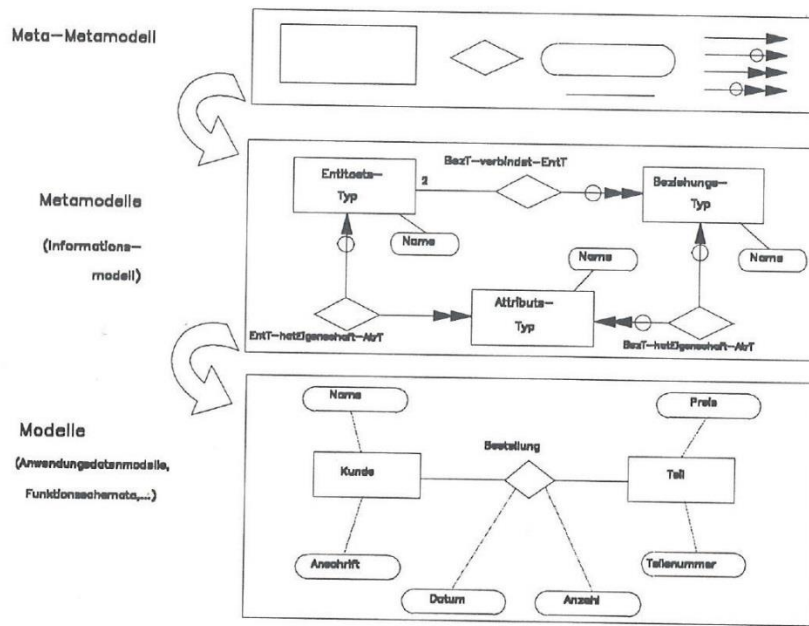 Meta-Metamodell
Metamodelle
(Informations-
modell)
Entitaets-
Typ
2
BezT-verbindet-EntT
Beziehungs-
Typ
Name
Name
Name
Attributs-
Typ
EntT-hatEigenschaft-AtrT
BezT-hatEigenschaft-AtrT
Modelle
(Anwendungsdatenmodelle,
Funktionsschemata,...)
Name
Preis
Bestellung
Kunde
Teil
Anschrift
Datum
Anzahl
Teilenummer